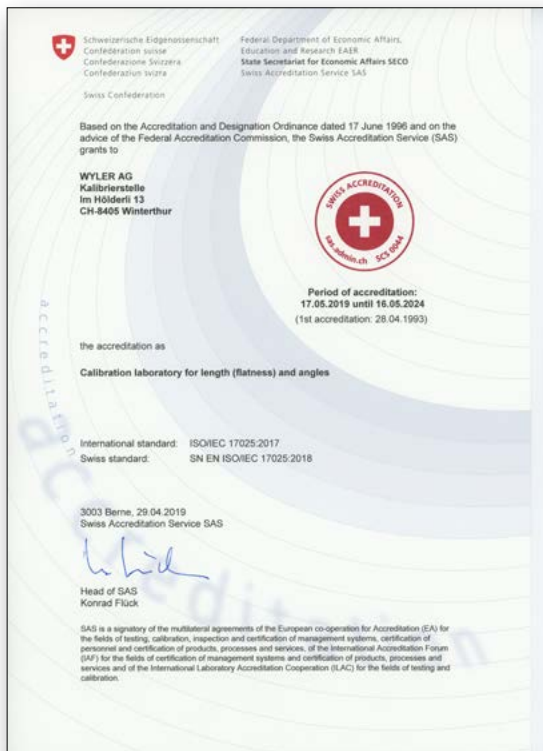 Schweizerische Eidgenossenschaft
Confédération suisse
Confederazione Svizzera
Confederaziun svizra
Swiss Confederation
Federal Department of Economic Affairs,
Education and Research EAER
State Secretariat for Economic Affairs SECO
Swiss Accreditation Service SAS
Based on the Accreditation and Designation Ordinance dated 17 June 1996 and on the
advice of the Federal Accreditation Commission, the Swiss Accreditation Service (SAS)
grants to
WYLER AG
Kalibrierstelle
Im Hölderli 13
CH-8405 Winterthur
SWISS ACCREDITATION
sas.admin.ch SCS 0044
Period of accreditation:
17.05.2019 until 16.05.2024
(1st accreditation: 28.04.1993)
the accreditation as
Calibration laboratory for length (flatness) and angles
accreditation
accreditation
International standard: ISO/IEC 17025:2017
Swiss standard: SN EN ISO/IEC 17025:2018
3003 Berne, 29.04.2019
Swiss Accreditation Service SAS
Head of SAS
Konrad Flück
SAS is a signatory of the multilateral agreements of the European co-operation for Accreditation (EA) for
the fields of testing, calibration, inspection and certification of management systems, certification of
personnel and certification of products, processes and services, of the International Accreditation Forum
(IAF) for the fields of certification of management systems and certification of products, processes and
services and of the International Laboratory Accreditation Cooperation (ILAC) for the fields of testing and
calibration.